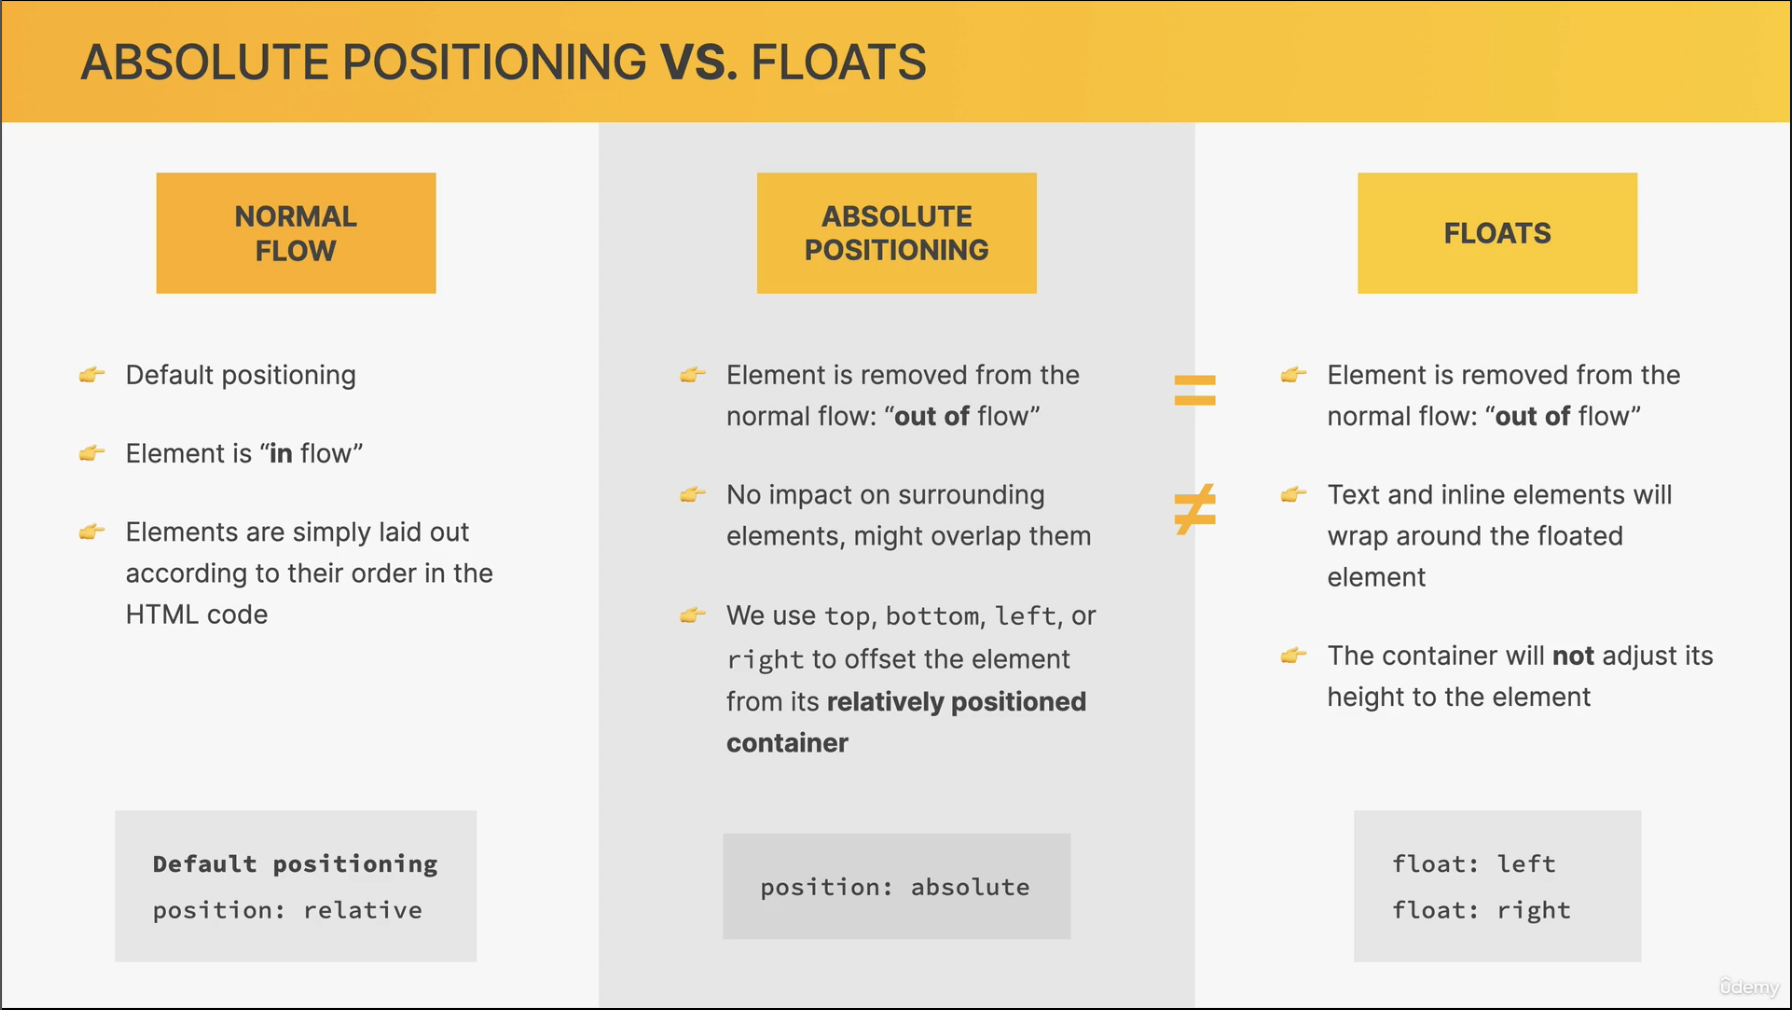 ABSOLUTE POSITIONING VS. FLOATS
NORMAL
FLOW
Default positioning
Element is “in flow”
Elements are simply laid out
according to their order in the
HTML code
Default positioning
position: relative
ABSOLUTE
POSITIONING
Element is removed from the
normal flow: “out of flow”
No impact on surrounding
elements, might overlap them
We use top, bottom, left, or
right to offset the element
from its relatively positioned
container
position: absolute
=
≠
FLOATS
Element is removed from the
normal flow: “out of flow”
Text and inline elements will
wrap around the floated
element
The container will not adjust its
height to the element
float: left
float: right
ûdemy